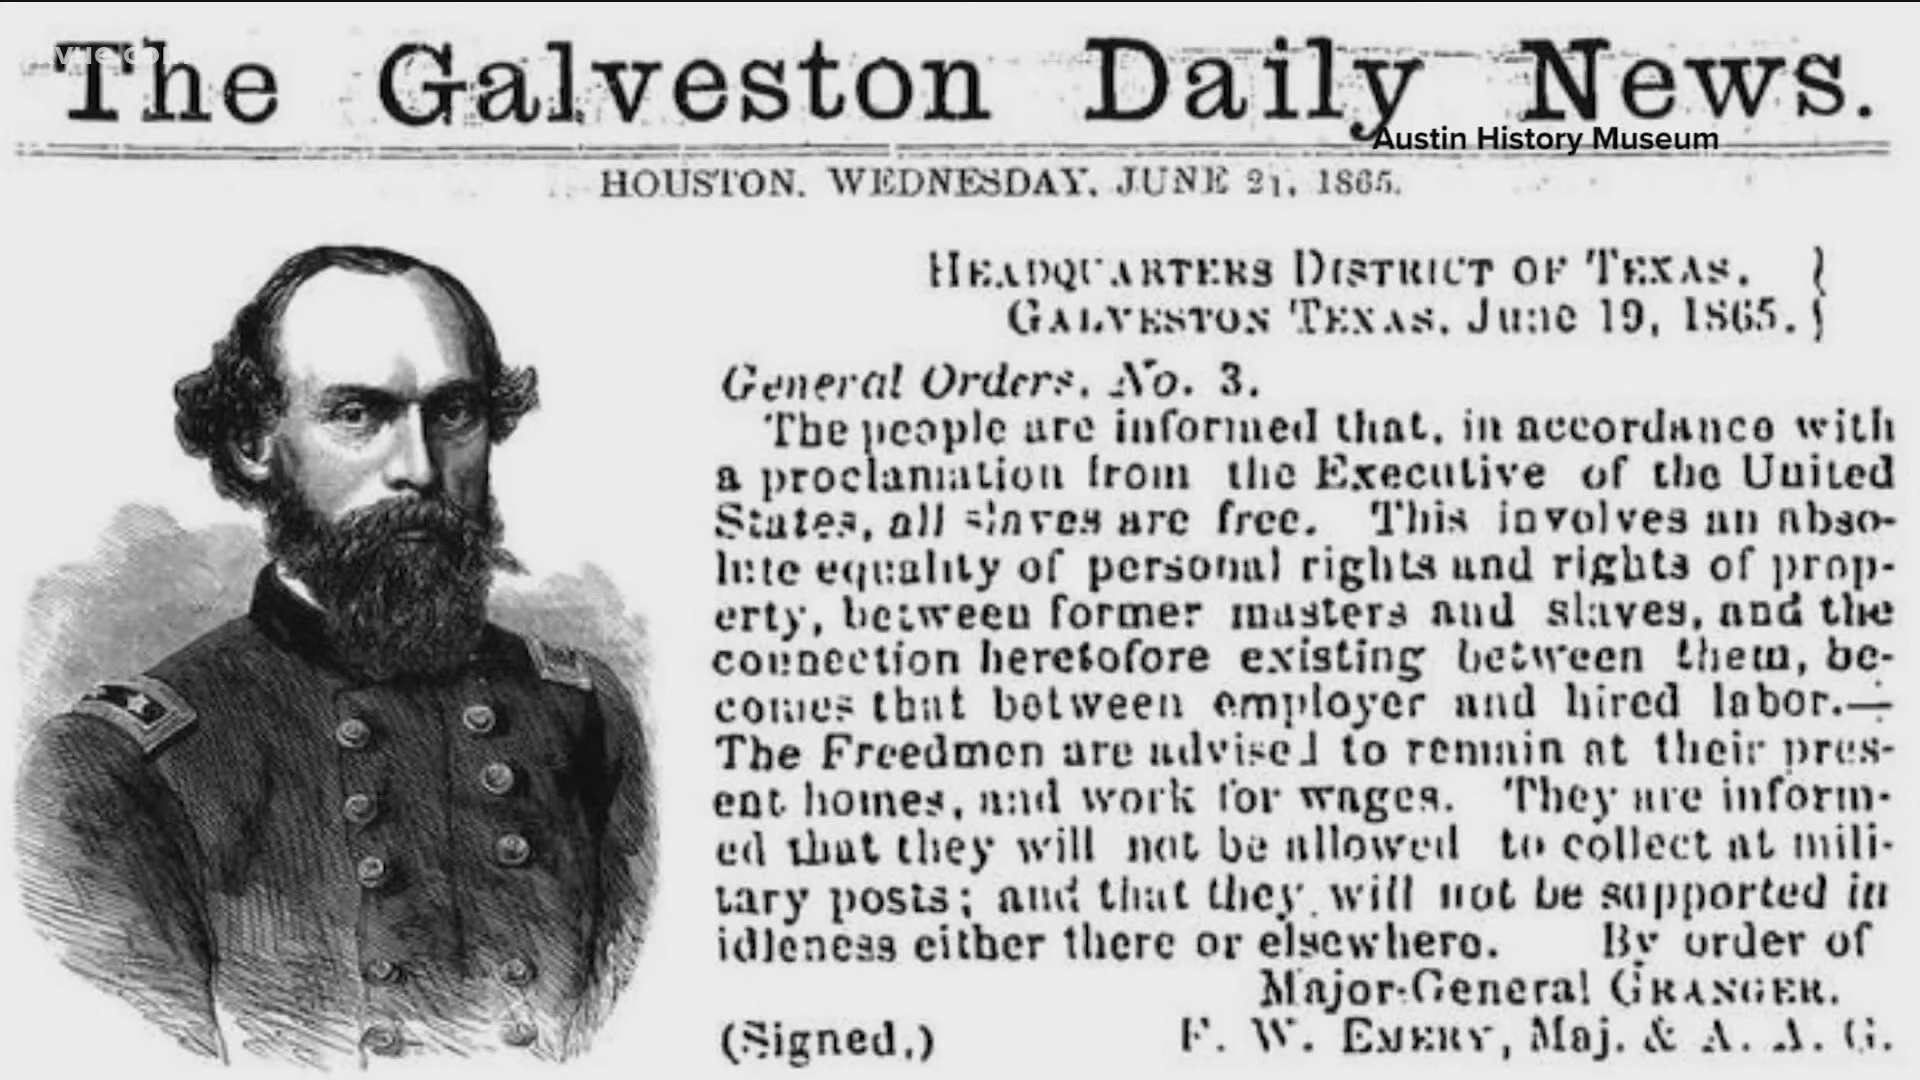 The Galveston Daily News.
Austin History Museum
HOUSTON, WEDNESDAY, JUNE 21, 1865.
HEADQUARTERS DISTRICT OF TEXAS,
GALVESTON TEXAS, June 19, 1865.
General Orders, No. 3.
The people are informed that, in accordance with
a proclamation from the Executive of the United
States, all slaves are free. This involves an abso-
lute equality of personal rights and rights of prop-
erty, between former masters and slaves, and the
connection heretofore existing between them, be-
comes that between employer and hired labor.—
The Freedmen are advised to remain at their pres-
ent homes, and work for wages. They are inform-
ed that they will not be allowed to collect at mili-
tary posts; and that they will not be supported in
idleness either there or elsewhere. By order of
Major-General GRANGER.
(Signed,) F. W. EMERY, Maj. & A. A. G.